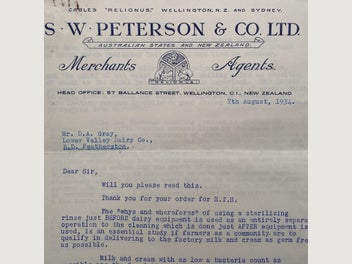 CABLES "RELIONUS," WELLINGTON, N.Z. AND SYDNEY.
S. W. PETERSON & CO. LTD.
AUSTRALIAN STATES AND NEW ZEALAND.
Merchants Agents.
HEAD OFFICE: 57 BALLANCE STREET, WELLINGTON, C.1., NEW ZEALAND
7th August, 1934.
Mr. D.A. Gray,
Lower Valley Dairy Co.,
R.D. Featherston.
Dear Sir,
Will you please read this.
Thank you for your order for H.T.H.
The "whys and wherefores" of using a sterilizing
rinse just BEFORE dairy equipment is used as an entirely separ
operation to the cleaning which is done just AFTER equipment is
used, is an essential study if farmers as a community are to
qualify in delivering to the factory milk and cream as germ free
as possible.
Milk and cream with as low a bacteria count as